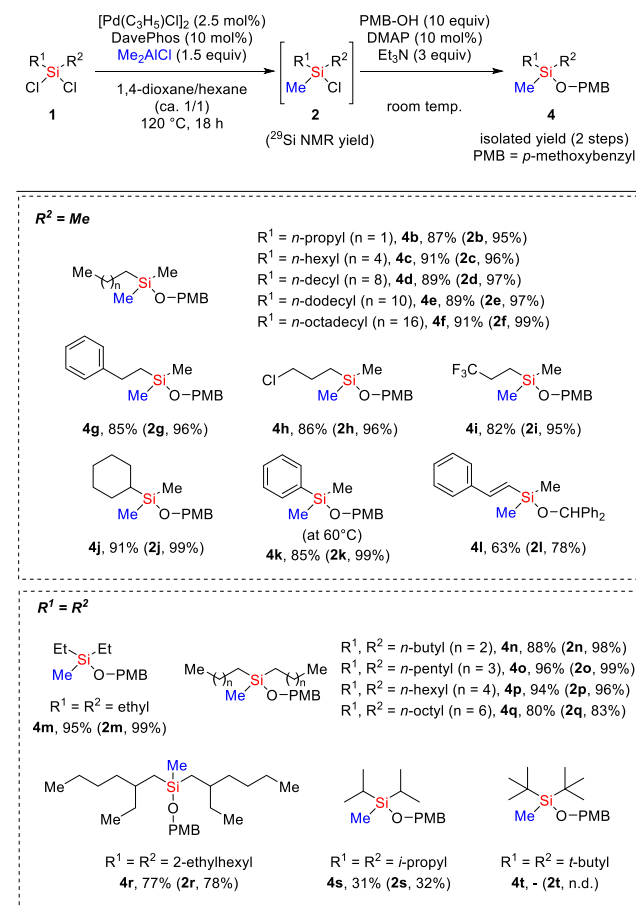 [Pd(C3H5)Cl]2 (2.5 mol%)
DavePhos (10 mol%)
Me2AlCl (1.5 equiv)
1,4-dioxane/hexane
(ca. 1/1)
120 °C, 18 h
PMB-OH (10 equiv)
DMAP (10 mol%)
Et3N (3 equiv)
room temp.
R1 R2
Si
Cl Cl
1
R1 R2
Si
Me Cl
2
(29Si NMR yield)
R1 R2
Si
Me O−PMB
4
isolated yield (2 steps)
PMB = p-methoxybenzyl
R2 = Me
Me ( )n Si Me
Me O−PMB
R1 = n-propyl (n = 1), 4b, 87% (2b, 95%)
R1 = n-hexyl (n = 4), 4c, 91% (2c, 96%)
R1 = n-decyl (n = 8), 4d, 89% (2d, 97%)
R1 = n-dodecyl (n = 10), 4e, 89% (2e, 97%)
R1 = n-octadecyl (n = 16), 4f, 91% (2f, 99%)
Si Me
Me O−PMB
4g, 85% (2g, 96%)
Cl Si Me
Me O−PMB
4h, 86% (2h, 96%)
F3C Si Me
Me O−PMB
4i, 82% (2i, 95%)
Si Me
Me O−PMB
4j, 91% (2j, 99%)
Si Me
Me O−PMB
(at 60°C)
4k, 85% (2k, 99%)
Si Me
Me O−CHPh2
4l, 63% (2l, 78%)
R1 = R2
Et Et
Si
Me O−PMB
R1 = R2 = ethyl
4m, 95% (2m, 99%)
Me ( )n Si ( )n Me
Me O−PMB
R1, R2 = n-butyl (n = 2), 4n, 88% (2n, 98%)
R1, R2 = n-pentyl (n = 3), 4o, 96% (2o, 99%)
R1, R2 = n-hexyl (n = 4), 4p, 94% (2p, 96%)
R1, R2 = n-octyl (n = 6), 4q, 80% (2q, 83%)
Me
Me Si Me
Me O Me
PMB
R1 = R2 = 2-ethylhexyl
4r, 77% (2r, 78%)
Si
Me O−PMB
R1 = R2 = i-propyl
4s, 31% (2s, 32%)
Si
Me O−PMB
R1 = R2 = t-butyl
4t, - (2t, n.d.)